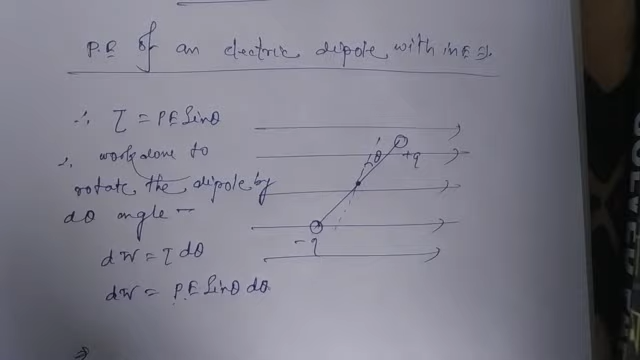 P.E of an electric dipole with in E ⇒
∴ τ = PE Sinθ
∴ work done to
rotate the dipole by
dθ angle —
dW = τ dθ
dW = P.E Sinθ dθ
⇒
θ
+q
-q